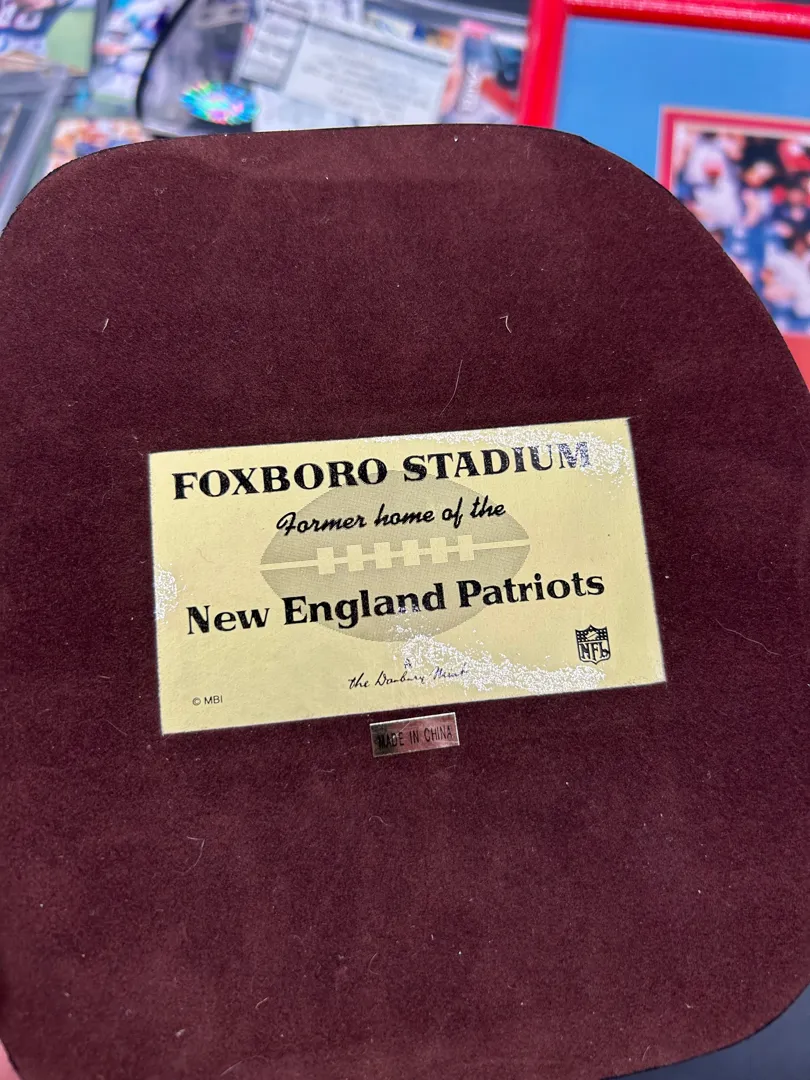 FOXBORO STADIUM
Former home of the
New England Patriots
NFL
the Danbury Mint
© MBI
MADE IN CHINA